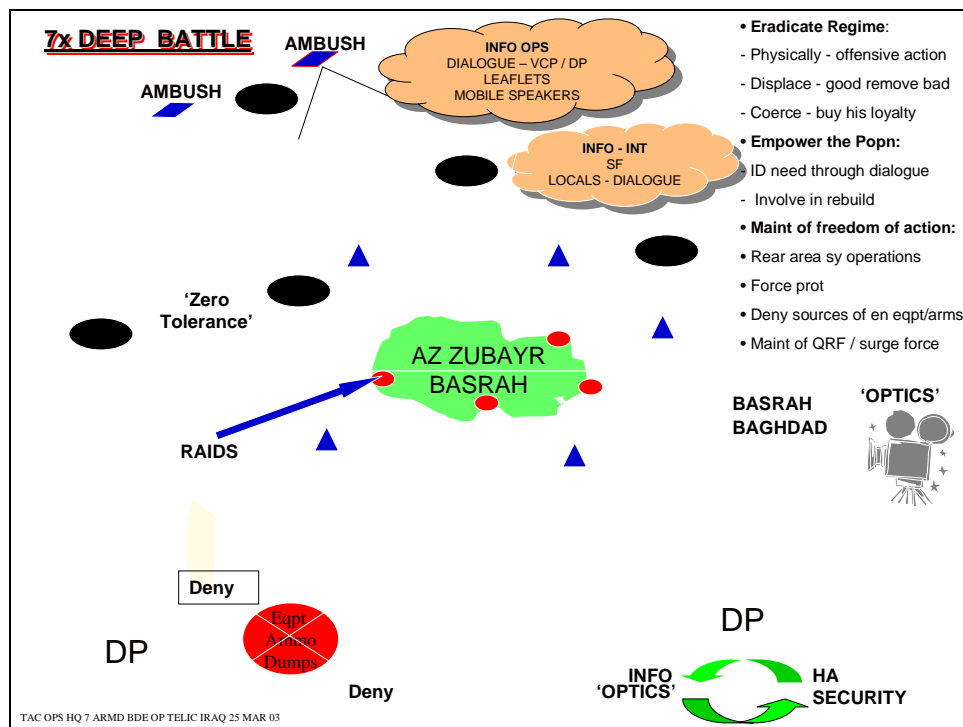 7x DEEP BATTLE
AMBUSH
AMBUSH
INFO OPS
DIALOGUE – VCP / DP
LEAFLETS
MOBILE SPEAKERS
INFO - INT
SF
LOCALS - DIALOGUE
• Eradicate Regime:
- Physically - offensive action
- Displace - good remove bad
- Coerce - buy his loyalty
• Empower the Popn:
- ID need through dialogue
- Involve in rebuild
• Maint of freedom of action:
- Rear area sy operations
- Force prot
- Deny sources of en eqpt/arms
- Maint of QRF / surge force
‘Zero
Tolerance’
AZ ZUBAYR
BASRAH
RAIDS
BASRAH
BAGHDAD
‘OPTICS’
Deny
Eqpt
Ammo
Dumps
DP
Deny
DP
INFO
‘OPTICS’
HA
SECURITY
TAC OPS HQ 7 ARMD BDE OP TELIC IRAQ 25 MAR 03